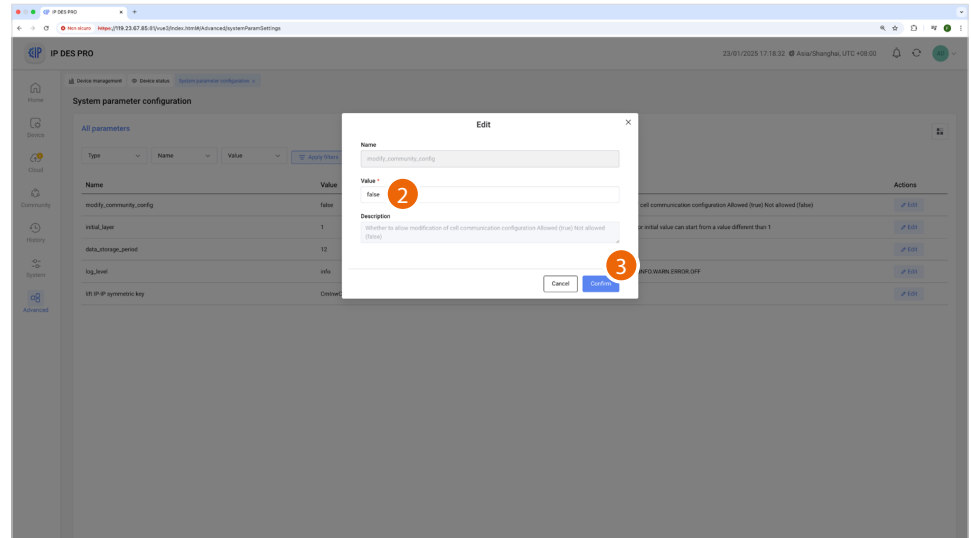 IP DES PRO
Not secure https://119.23.67.85:81/vue3/index.html#/Advanced/systemParamSettings
IP DES PRO
23/01/2025 17:18:32 Asia/Shanghai, UTC +08:00
Device management Device status System parameter configuration
Home
System parameter configuration
Device
All parameters
Type Name Value Apply filters
Cloud
Name Value Actions
Community
modify_community_config false cell communication configuration Allowed (true) Not allowed (false) Edit
initial_layer 1 or initial value can start from a value different than 1 Edit
History
data_storage_period 12 Edit
System
log_level info NFO.WARN.ERROR.OFF Edit
lift IP-IP symmetric key Edit
Advanced
Edit
Name
modify_community_config
Value *
false
2
Description
Whether to allow modification of cell communication configuration Allowed (true) Not allowed
(false)
3
Cancel Confirm